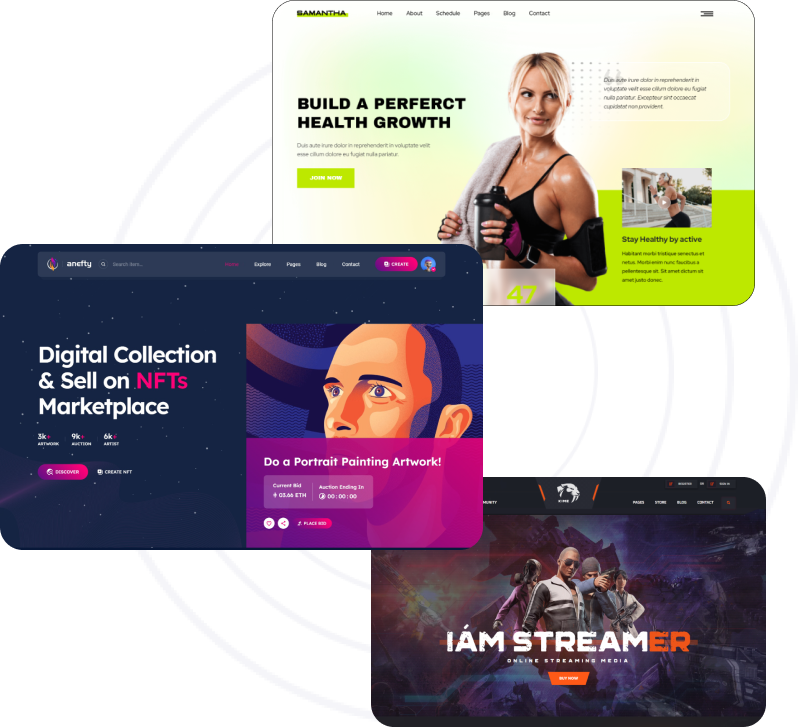 SAMANTHA
Home About Schedule Pages Blog Contact
BUILD A PERFERCT
HEALTH GROWTH
Duis aute irure dolor in reprehenderit in voluptate velit
esse cillum dolore eu fugiat nulla pariatur.
JOIN NOW
Duis aute irure dolor in reprehenderit in
voluptate velit esse cillum dolore eu fugiat
nulla pariatur. Excepteur sint occaecat
cupidatat non proident.
Stay Healthy by active
Habitant morbi tristique senectus et
netus. Morbi enim nunc faucibus a
pellentesque sit. Sit amet dictum sit
amet justo donec.
47
anefty
Search item...
Home Explore Pages Blog Contact
CREATE
Digital Collection
& Sell on NFTs
Marketplace
3k+ 9k+ 6k+
ARTWORK AUCTION ARTIST
DISCOVER CREATE NFT
Do a Portrait Painting Artwork!
Current Bid
03.66 ETH
Auction Ending In
00 : 00 : 00
PLACE BID
REGISTER OR SIGN IN
MUNITY
PAGES STORE BLOG CONTACT
IÁM STREAMER
ONLINE STREAMING MEDIA
BUY NOW